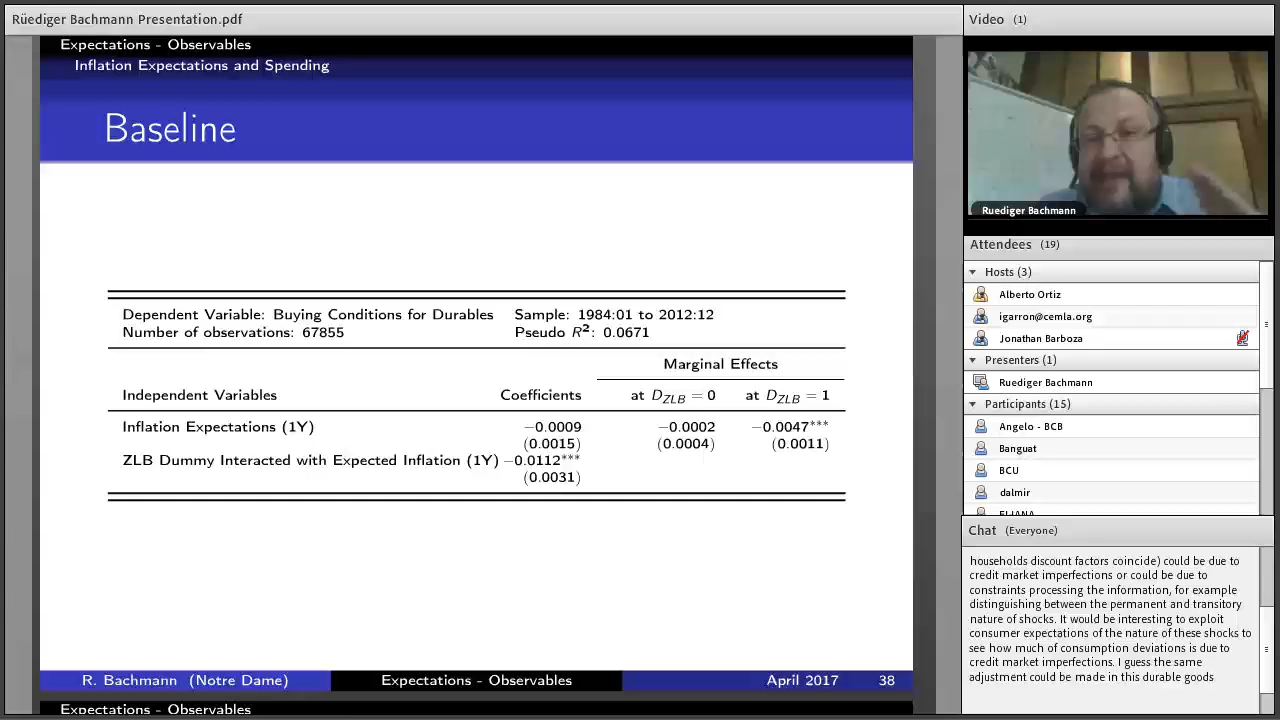 Rüediger Bachmann Presentation.pdf
Expectations - Observables
Inflation Expectations and Spending
Baseline
Dependent Variable: Buying Conditions for Durables Sample: 1984:01 to 2012:12
Number of observations: 67855 Pseudo R²: 0.0671
Marginal Effects
Independent Variables Coefficients at D_ZLB = 0 at D_ZLB = 1
Inflation Expectations (1Y) −0.0009 −0.0002 −0.0047***
(0.0015) (0.0004) (0.0011)
ZLB Dummy Interacted with Expected Inflation (1Y) −0.0112***
(0.0031)
R. Bachmann (Notre Dame) Expectations - Observables April 2017 38
Expectations - Observables
Video (1)
Ruediger Bachmann
Attendees (19)
Hosts (3)
Alberto Ortiz
igarron@cemla.org
Jonathan Barboza
Presenters (1)
Ruediger Bachmann
Participants (15)
Angelo - BCB
Banguat
BCU
dalmir
Chat (Everyone)
households discount factors coincide) could be due to
credit market imperfections or could be due to
constraints processing the information, for example
distinguishing between the permanent and transitory
nature of shocks. It would be interesting to exploit
consumer expectations of the nature of these shocks to
see how much of consumption deviations is due to
credit market imperfections. I guess the same
adjustment could be made in this durable goods